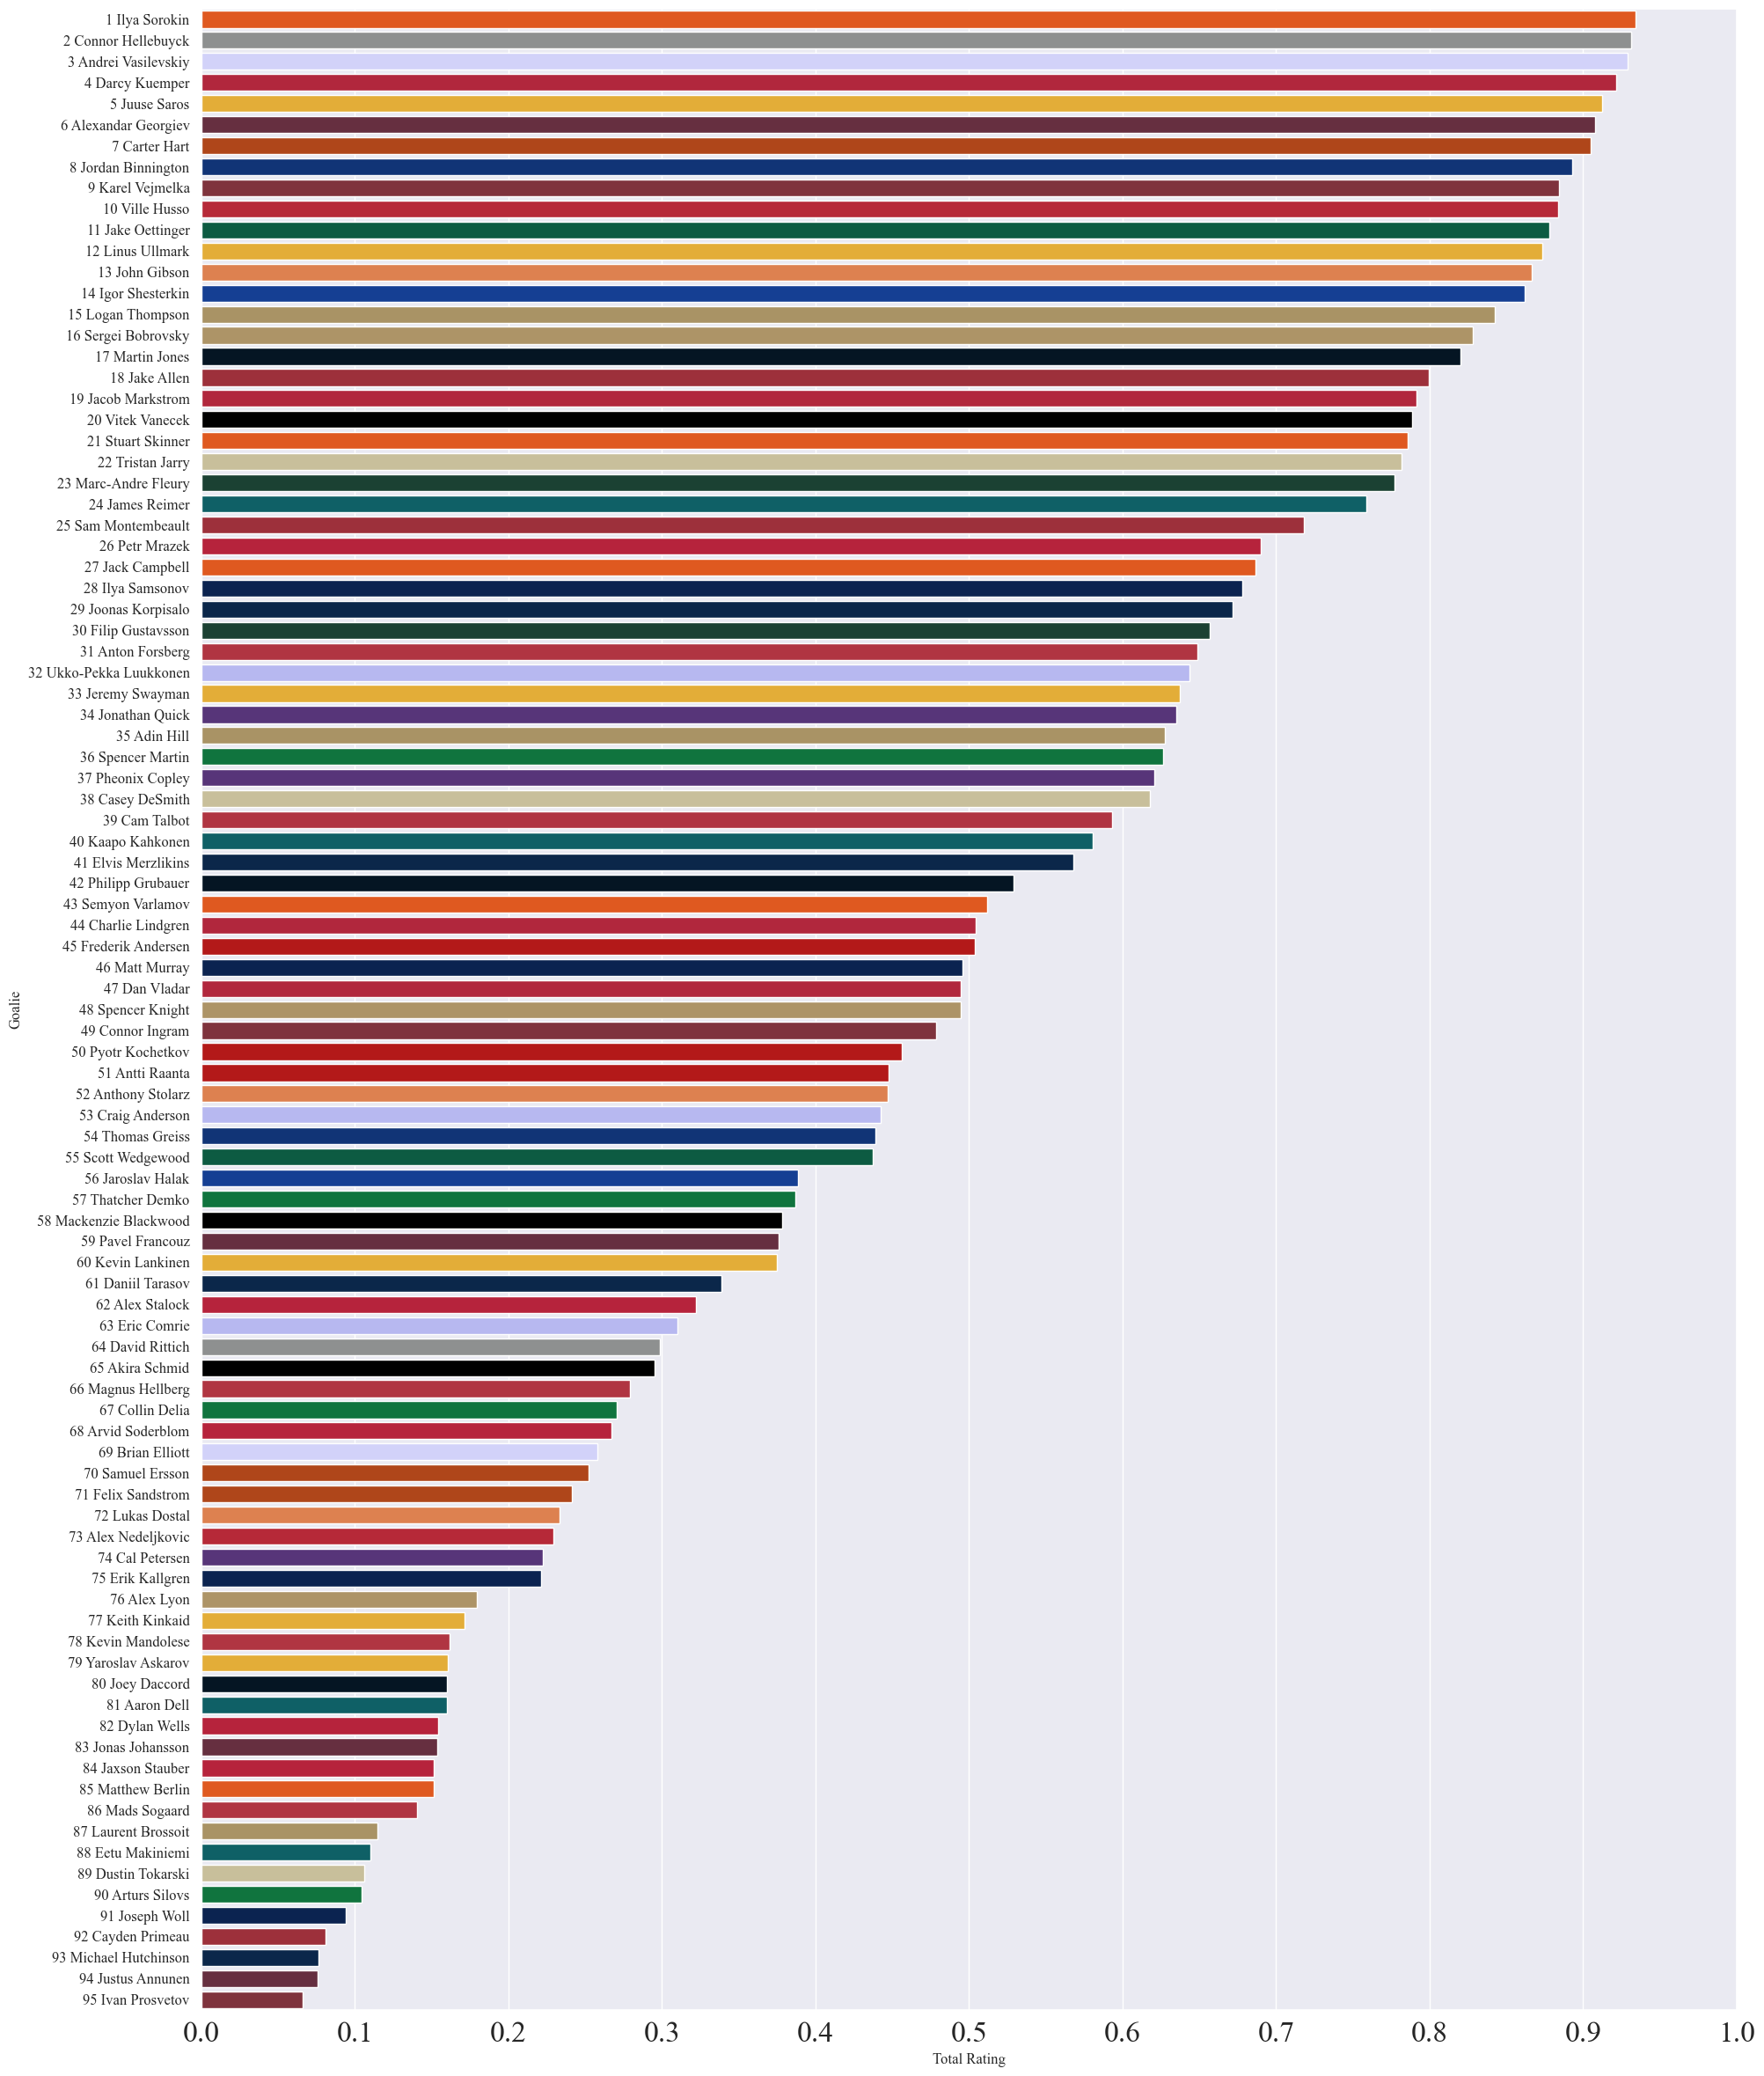 1 Ilya Sorokin
2 Connor Hellebuyck
3 Andrei Vasilevskiy
4 Darcy Kuemper
5 Juuse Saros
6 Alexandar Georgiev
7 Carter Hart
8 Jordan Binnington
9 Karel Vejmelka
10 Ville Husso
11 Jake Oettinger
12 Linus Ullmark
13 John Gibson
14 Igor Shesterkin
15 Logan Thompson
16 Sergei Bobrovsky
17 Martin Jones
18 Jake Allen
19 Jacob Markstrom
20 Vitek Vanecek
21 Stuart Skinner
22 Tristan Jarry
23 Marc-Andre Fleury
24 James Reimer
25 Sam Montembeault
26 Petr Mrazek
27 Jack Campbell
28 Ilya Samsonov
29 Joonas Korpisalo
30 Filip Gustavsson
31 Anton Forsberg
32 Ukko-Pekka Luukkonen
33 Jeremy Swayman
34 Jonathan Quick
35 Adin Hill
36 Spencer Martin
37 Pheonix Copley
38 Casey DeSmith
39 Cam Talbot
40 Kaapo Kahkonen
41 Elvis Merzlikins
42 Philipp Grubauer
43 Semyon Varlamov
44 Charlie Lindgren
45 Frederik Andersen
46 Matt Murray
47 Dan Vladar
48 Spencer Knight
49 Connor Ingram
50 Pyotr Kochetkov
51 Antti Raanta
52 Anthony Stolarz
53 Craig Anderson
54 Thomas Greiss
55 Scott Wedgewood
56 Jaroslav Halak
57 Thatcher Demko
58 Mackenzie Blackwood
59 Pavel Francouz
60 Kevin Lankinen
61 Daniil Tarasov
62 Alex Stalock
63 Eric Comrie
64 David Rittich
65 Akira Schmid
66 Magnus Hellberg
67 Collin Delia
68 Arvid Soderblom
69 Brian Elliott
70 Samuel Ersson
71 Felix Sandstrom
72 Lukas Dostal
73 Alex Nedeljkovic
74 Cal Petersen
75 Erik Kallgren
76 Alex Lyon
77 Keith Kinkaid
78 Kevin Mandolese
79 Yaroslav Askarov
80 Joey Daccord
81 Aaron Dell
82 Dylan Wells
83 Jonas Johansson
84 Jaxson Stauber
85 Matthew Berlin
86 Mads Sogaard
87 Laurent Brossoit
88 Eetu Makiniemi
89 Dustin Tokarski
90 Arturs Silovs
91 Joseph Woll
92 Cayden Primeau
93 Michael Hutchinson
94 Justus Annunen
95 Ivan Prosvetov
Goalie
0.0 0.1 0.2 0.3 0.4 0.5 0.6 0.7 0.8 0.9 1.0
Total Rating